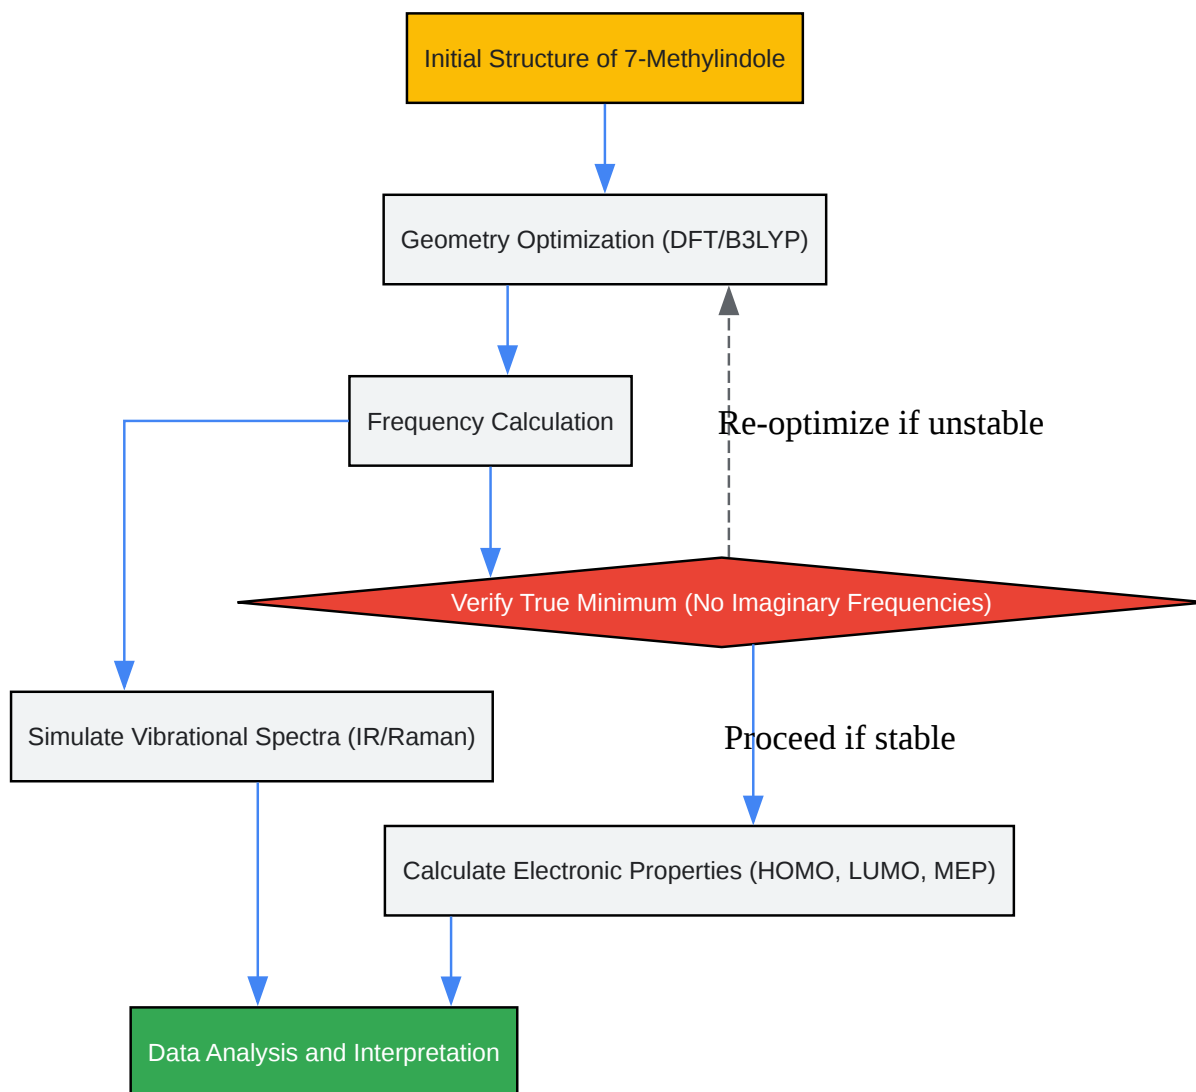 Initial Structure of 7-Methylindole
Geometry Optimization (DFT/B3LYP)
Frequency Calculation
Re-optimize if unstable
Verify True Minimum (No Imaginary Frequencies)
Simulate Vibrational Spectra (IR/Raman)
Proceed if stable
Calculate Electronic Properties (HOMO, LUMO, MEP)
Data Analysis and Interpretation